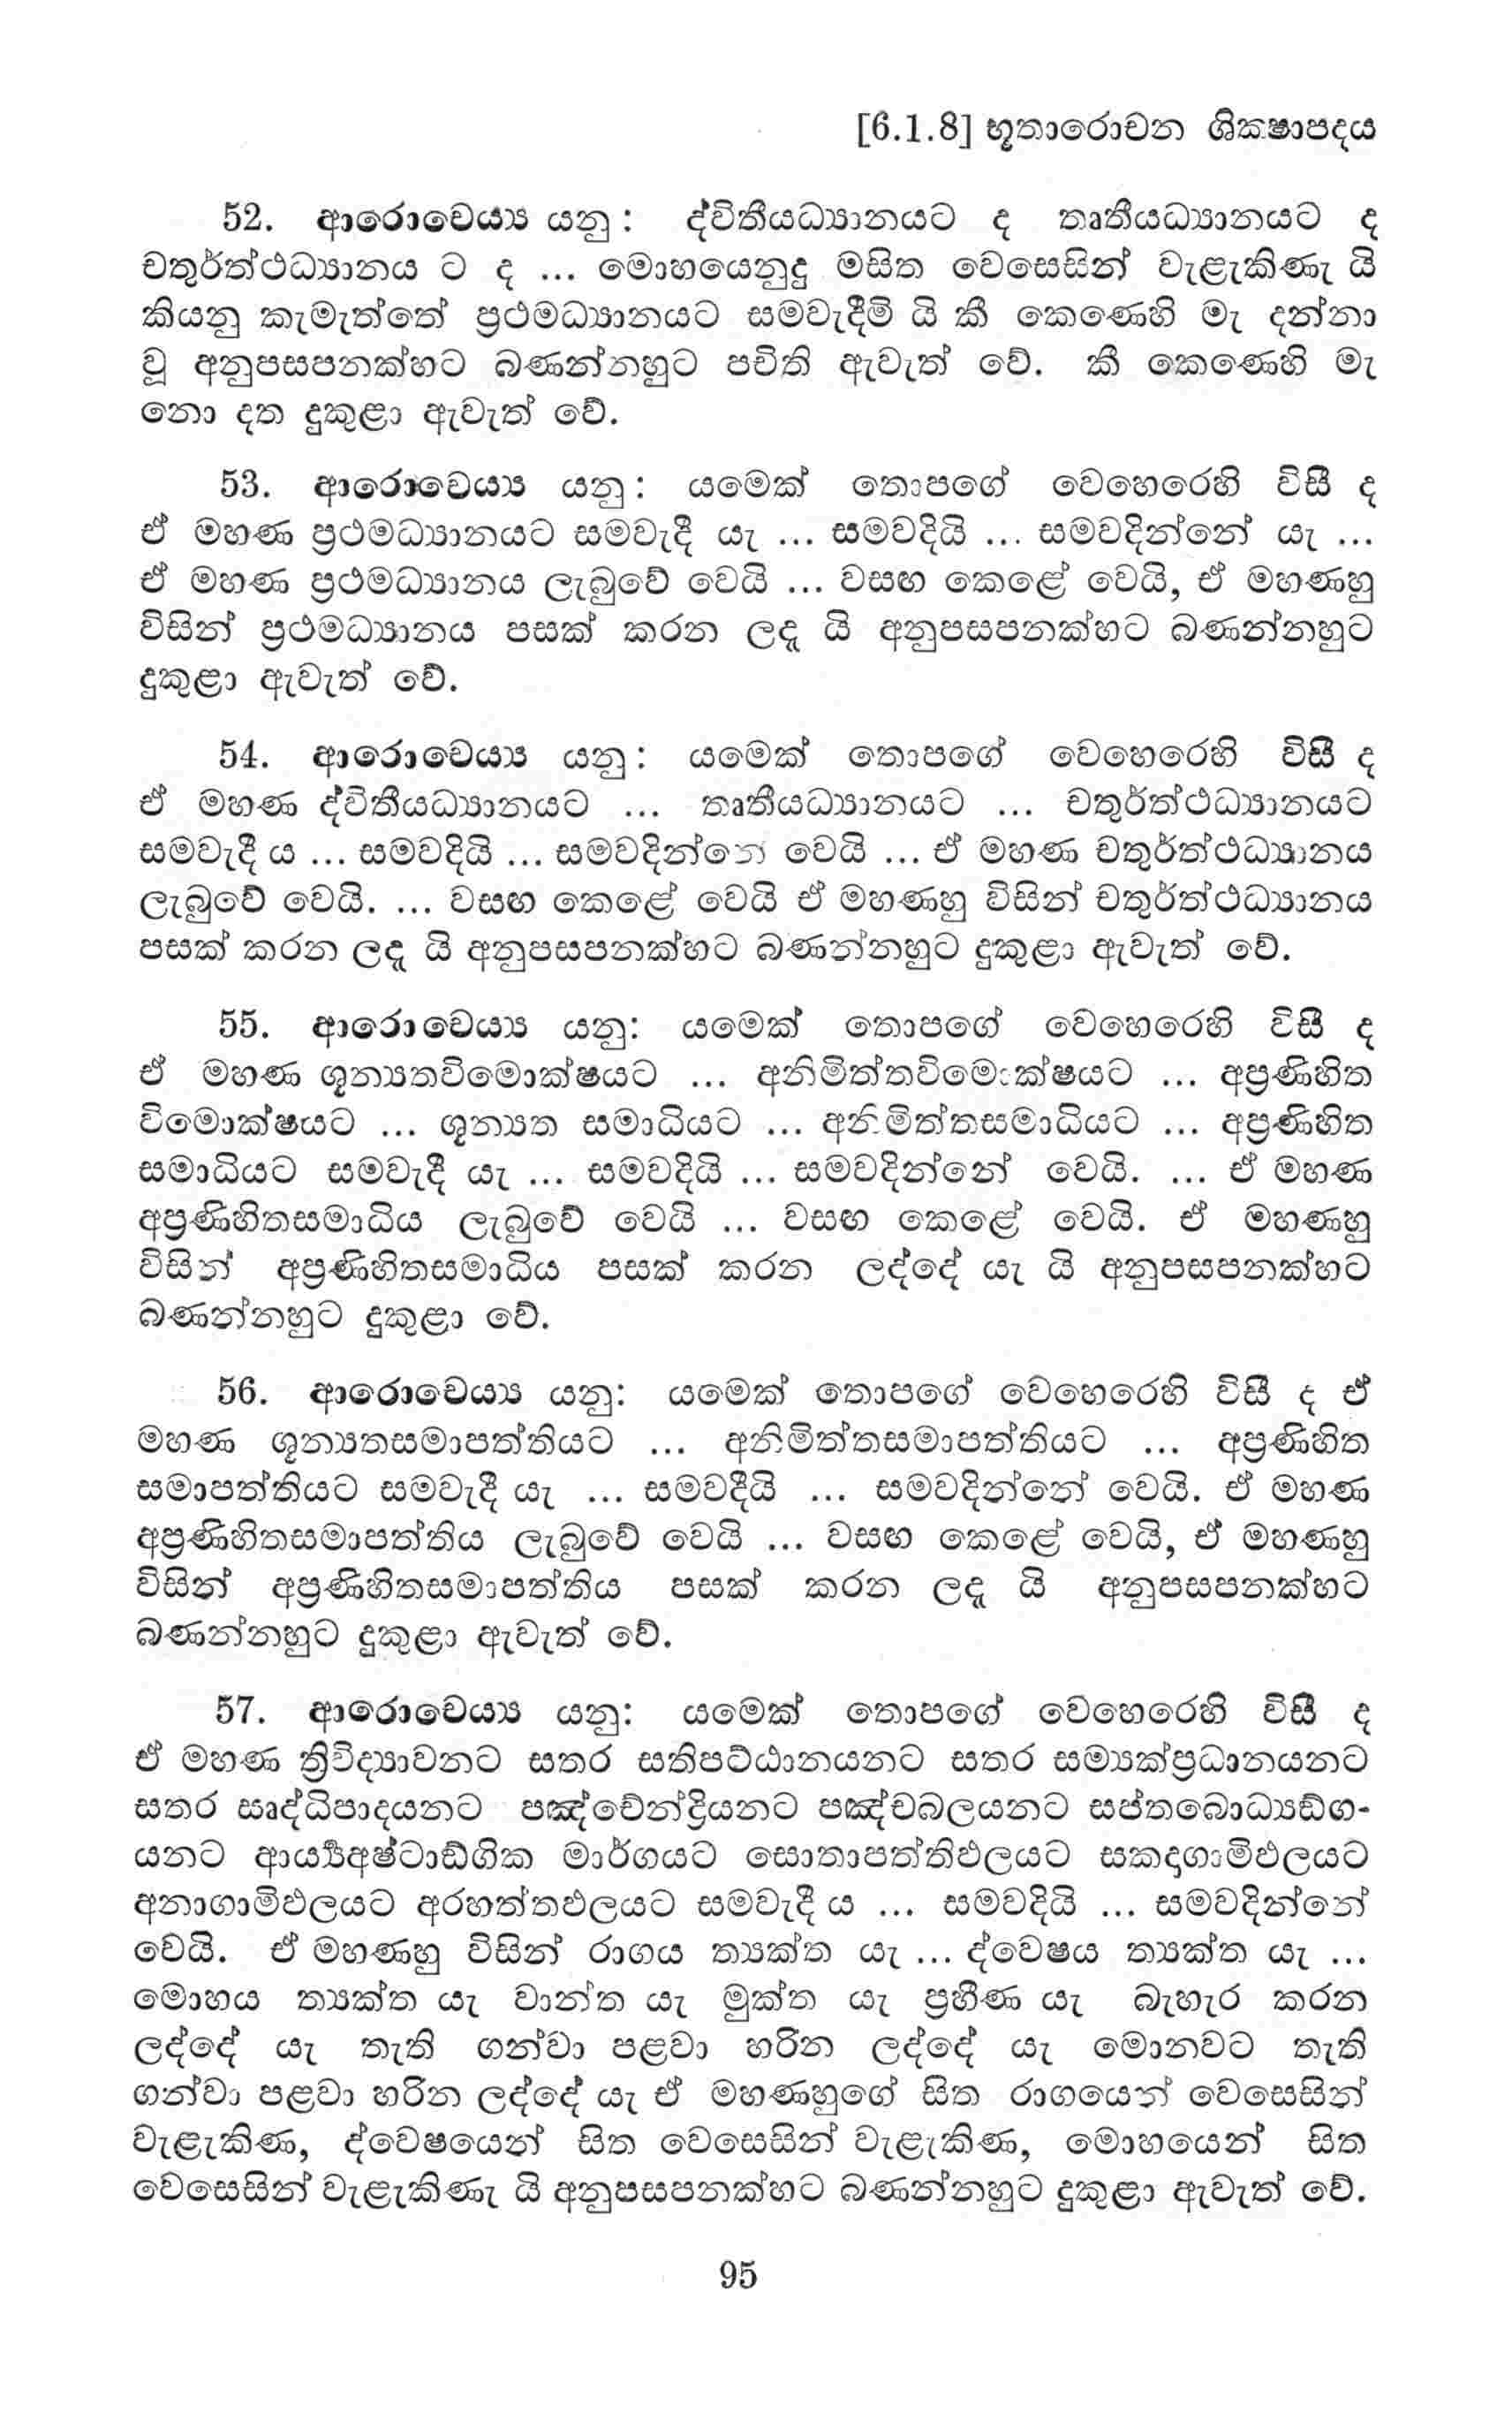 [6.1.8] භූතාරොචන ශික්‍ෂාපදය
52. ආරොචෙය්‍ය යනු : ද්විතීයධ්‍යානයට ද තෘතීයධ්‍යානයට ද
චතුර්ත්‍ථධ්‍යානය ට ද ... මොහයෙනුදු මසිත වෙසෙසින් වැළැකිණැ යි
කියනු කැමැත්තේ ප්‍රථමධ්‍යානයට සමවැදීමි යි කී කෙණෙහි මැ දන්නා
වූ අනුපසපනක්හට බණන්නහුට පචිති ඇවැත් වේ. කී කෙණෙහි මැ
නො දත දුකුළා ඇවැත් වේ.
53. ආරොචෙය්‍ය යනු : යමෙක් තොපගේ වෙහෙරෙහි විසී ද
ඒ මහණ ප්‍රථමධ්‍යානයට සමවැදී යැ ... සමවදියි ... සමවදින්නේ යැ ...
ඒ මහණ ප්‍රථමධ්‍යානය ලැබුවේ වෙයි ... වසඟ කෙළේ වෙයි, ඒ මහණහු
විසින් ප්‍රථමධ්‍යානය පසක් කරන ලදැ යි අනුපසපනක්හට බණන්නහුට
දුකුළා ඇවැත් වේ.
54. ආරොචෙය්‍ය යනු : යමෙක් තොපගේ වෙහෙරෙහි විසී ද
ඒ මහණ ද්විතීයධ්‍යානයට ... තෘතීයධ්‍යානයට ... චතුර්ත්‍ථධ්‍යානයට
සමවැදී ය ... සමවදියි ... සමවදින්නෙ වෙයි ... ඒ මහණ චතුර්ත්‍ථධ්‍යානය
ලැබුවේ වෙයි. ... වසඟ කෙළේ වෙයි ඒ මහණහු විසින් චතුර්ත්‍ථධ්‍යානය
පසක් කරන ලදැ යි අනුපසපනක්හට බණන්නහුට දුකුළා ඇවැත් වේ.
55. ආරොචෙය්‍ය යනු: යමෙක් තොපගේ වෙහෙරෙහි විසී ද
ඒ මහණ ශූන්‍යතවිමොක්ෂයට ... අනිමිත්තවිමොක්ෂයට ... අප්‍රණිහිත
විමොක්ෂයට ... ශූන්‍යත සමාධියට ... අනිමිත්තසමාධියට ... අප්‍රණිහිත
සමාධියට සමවැදී යැ ... සමවදියි ... සමවදින්නේ වෙයි. ... ඒ මහණ
අප්‍රණිහිතසමාධිය ලැබුවේ වෙයි ... වසඟ කෙළේ වෙයි. ඒ මහණහු
විසින් අප්‍රණිහිතසමාධිය පසක් කරන ලද්දේ යැ යි අනුපසපනක්හට
බණන්නහුට දුකුළා වේ.
56. ආරොචෙය්‍ය යනු: යමෙක් තොපගේ වෙහෙරෙහි විසී ද ඒ
මහණ ශූන්‍යතසමාපත්තියට ... අනිමිත්තසමාපත්තියට ... අප්‍රණිහිත
සමාපත්තියට සමවැදී යැ ... සමවදීයි ... සමවදින්නේ වෙයි. ඒ මහණ
අප්‍රණිහිතසමාපත්තිය ලැබුවේ වෙයි ... වසඟ කෙළේ වෙයි, ඒ මහණහු
විසින් අප්‍රණිහිතසමාපත්තිය පසක් කරන ලදැ යි අනුපසපනක්හට
බණන්නහුට දුකුළා ඇවැත් වේ.
57. ආරොචෙය්‍ය යනු: යමෙක් තොපගේ වෙහෙරෙහි විසී ද
ඒ මහණ ත්‍රිවිද්‍යාවනට සතර සතිපට්ඨානයනට සතර සම්‍යක්ප්‍රධානයනට
සතර ඍද්ධිපාදයනට පඤ්චේන්ද්‍රියනට පඤ්චබලයනට සප්තබොධ්‍යඬ්ග-
යනට ආර්‍ය්‍යඅෂ්ටාඬ්ගික මාර්ගයට සොතාපත්තිඵලයට සකදාගාමිඵලයට
අනාගාමිඵලයට අරහත්තඵලයට සමවැදී ය ... සමවදියි ... සමවදින්නේ
වෙයි. ඒ මහණහු විසින් රාගය ත්‍යක්ත යැ ... ද්වෙෂය ත්‍යක්ත යැ ...
මොහය ත්‍යක්ත යැ වාන්ත යැ මුක්ත යැ ප්‍රහීණ යැ බැහැර කරන
ලද්දේ යැ තැති ගන්වා පළවා හරින ලද්දේ යැ මොනවට තැති
ගන්වා පළවා හරින ලද්දේ යැ ඒ මහණහුගේ සිත රාගයෙන් වෙසෙසින්
වැළැකිණ, ද්වෙෂයෙන් සිත වෙසෙසින් වැළැකිණ, මොහයෙන් සිත
වෙසෙසින් වැළැකිණැ යි අනුපසපනක්හට බණන්නහුට දුකුළා ඇවැත් වේ.
95